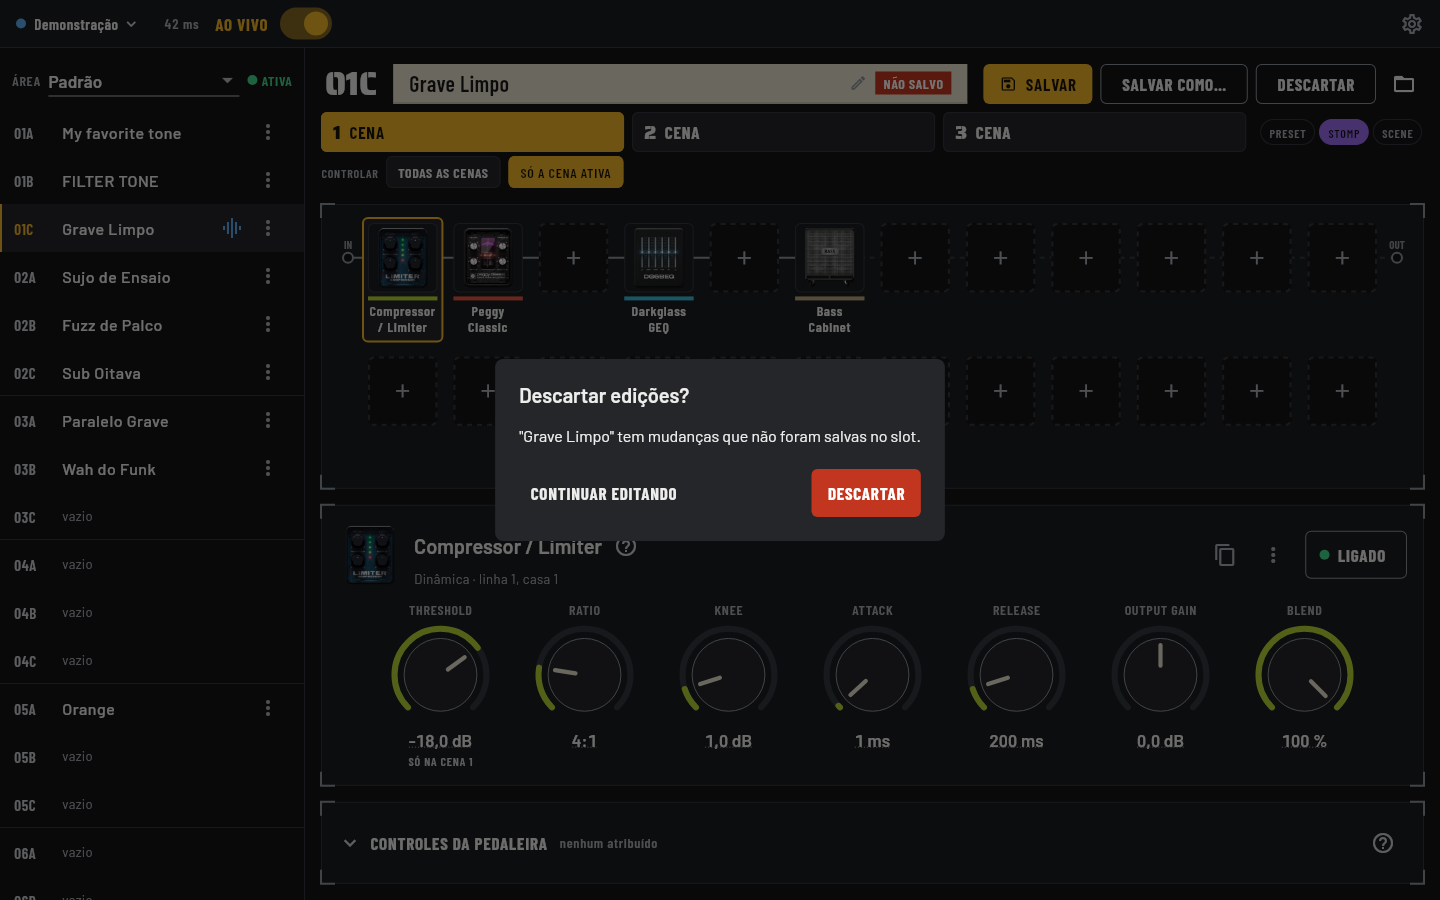 Demonstração
42 ms
AO VIVO
ÁREA
Padrão
ATIVA
01A My favorite tone
01B FILTER TONE
01C Grave Limpo
02A Sujo de Ensaio
02B Fuzz de Palco
02C Sub Oitava
03A Paralelo Grave
03B Wah do Funk
03C vazio
04A vazio
04B vazio
04C vazio
05A Orange
05B vazio
05C vazio
06A vazio
01C
Grave Limpo
NÃO SALVO
SALVAR
SALVAR COMO...
DESCARTAR
1 CENA
2 CENA
3 CENA
PRESET
STOMP
SCENE
CONTROLAR
TODAS AS CENAS
SÓ A CENA ATIVA
IN
LIMITER
Compressor
/ Limiter
Peggy
Classic
Darkglass
GEQ
Bass
Cabinet
OUT
Descartar edições?
"Grave Limpo" tem mudanças que não foram salvas no slot.
CONTINUAR EDITANDO
DESCARTAR
LIMITER
Compressor / Limiter
Dinâmica · linha 1, casa 1
LIGADO
THRESHOLD
RATIO
KNEE
ATTACK
RELEASE
OUTPUT GAIN
BLEND
-18,0 dB
4:1
1,0 dB
1 ms
200 ms
0,0 dB
100 %
SÓ NA CENA 1
CONTROLES DA PEDALEIRA
nenhum atribuído